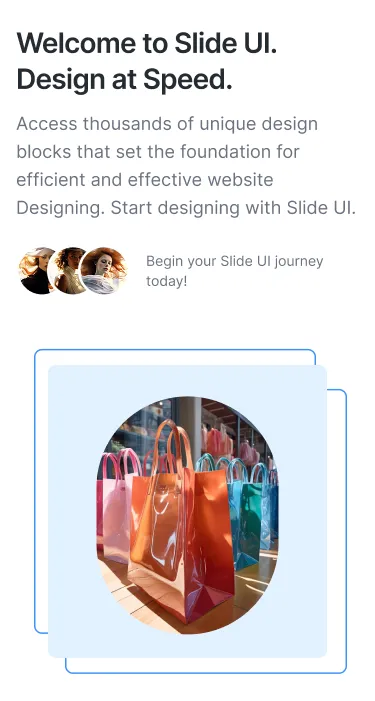 Welcome to Slide UI.
Design at Speed.
Access thousands of unique design
blocks that set the foundation for
efficient and effective website
Designing. Start designing with Slide UI.
Begin your Slide UI journey
today!